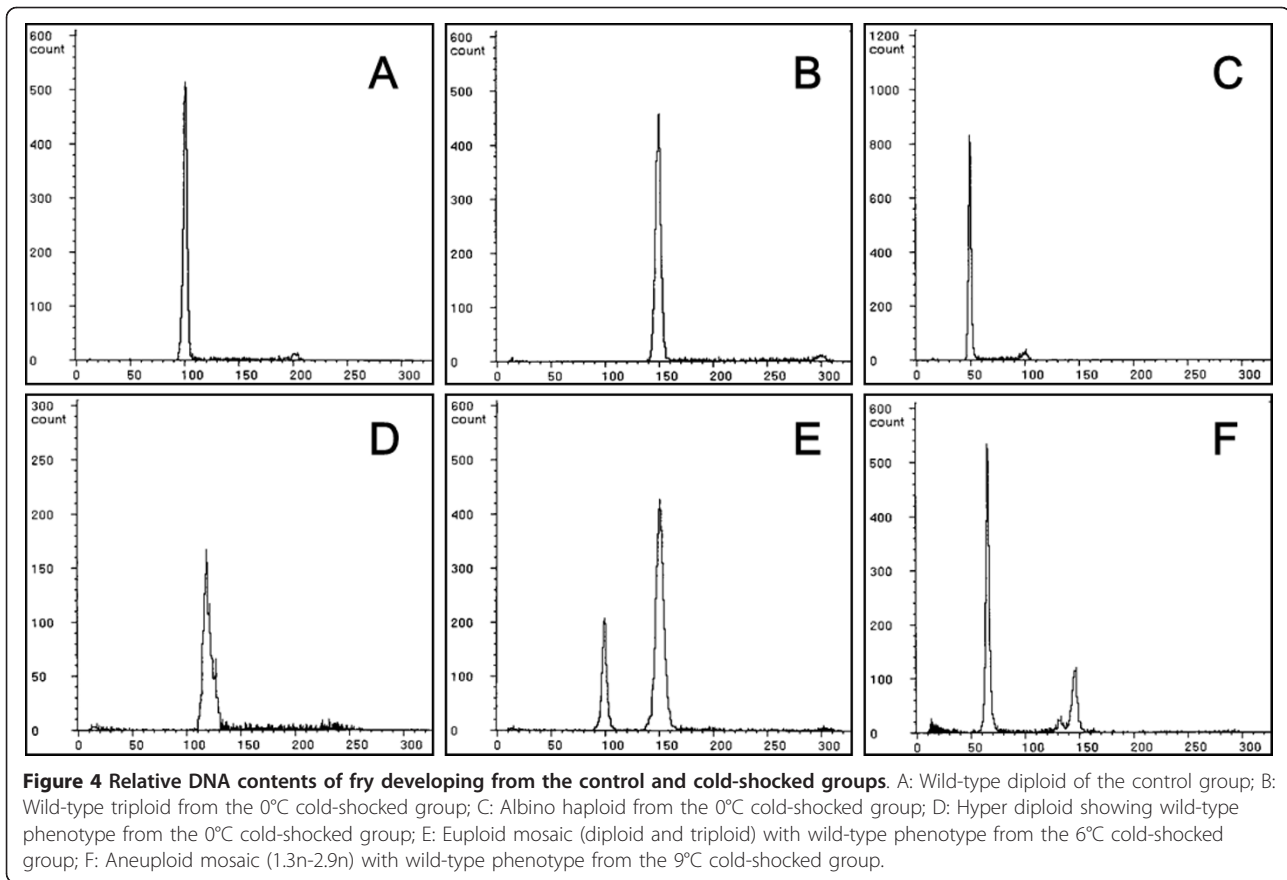 600
count
500
400
300
200
100
0
0 50 100 150 200 250 300
A
600
count
500
400
300
200
100
0
0 50 100 150 200 250 300
B
1200
count
1000
800
600
400
200
0
0 50 100 150 200 250 300
C
300
count
250
200
150
100
50
0
0 50 100 150 200 250 300
D
600
count
500
400
300
200
100
0
0 50 100 150 200 250 300
E
600
count
500
400
300
200
100
0
0 50 100 150 200 250 300
F
Figure 4 Relative DNA contents of fry developing from the control and cold-shocked groups. A: Wild-type diploid of the control group; B:
Wild-type triploid from the 0°C cold-shocked group; C: Albino haploid from the 0°C cold-shocked group; D: Hyper diploid showing wild-type
phenotype from the 0°C cold-shocked group; E: Euploid mosaic (diploid and triploid) with wild-type phenotype from the 6°C cold-shocked
group; F: Aneuploid mosaic (1.3n-2.9n) with wild-type phenotype from the 9°C cold-shocked group.